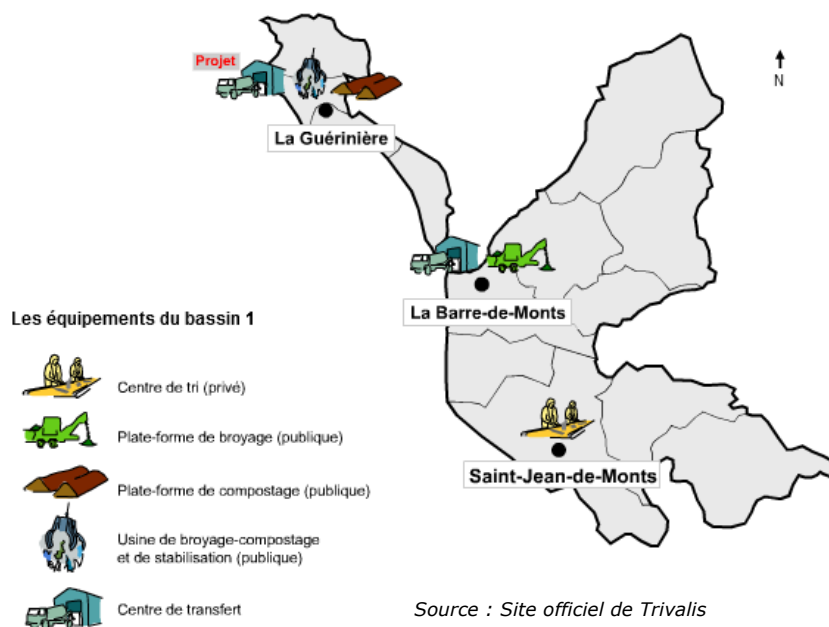 Projet
N
La Guérinière
La Barre-de-Monts
Les équipements du bassin 1
Centre de tri (privé)
Plate-forme de broyage (publique)
Saint-Jean-de-Monts
Plate-forme de compostage (publique)
Usine de broyage-compostage
et de stabilisation (publique)
Centre de transfert
Source : Site officiel de Trivalis